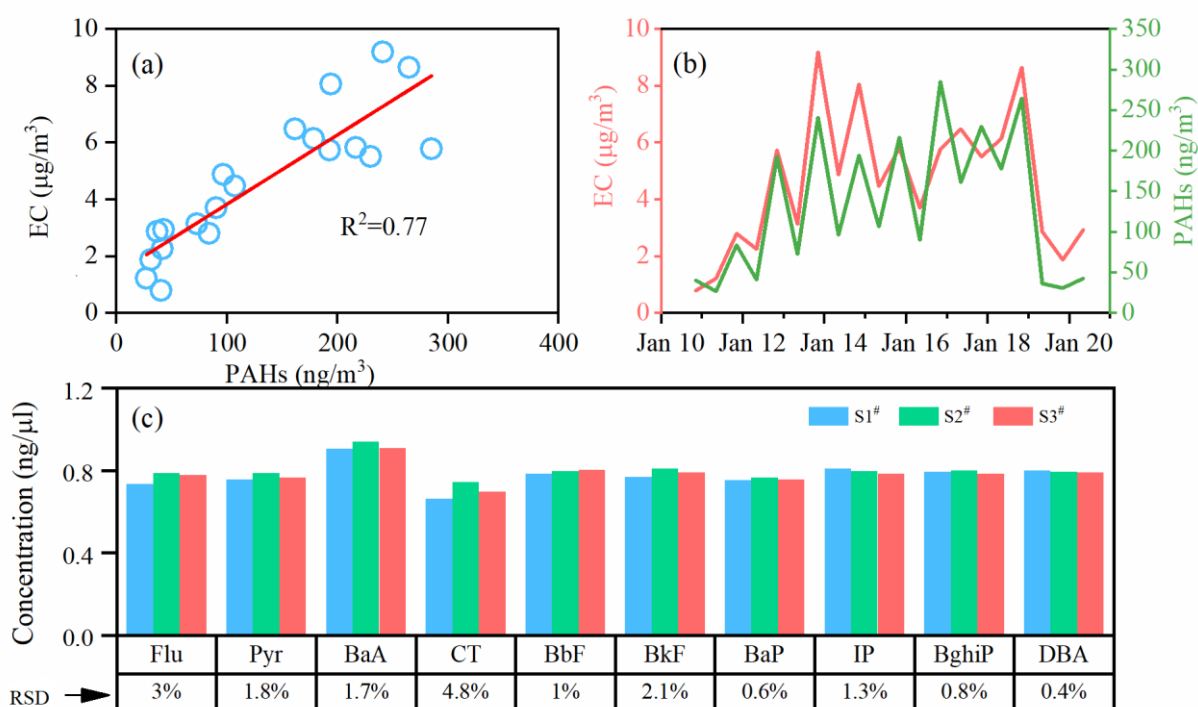 (a)
EC (μg/m³)
10
8
6
4
2
0
R²=0.77
0 100 200 300 400
PAHs (ng/m³)
(b)
EC (μg/m³)
10
8
6
4
2
0
350
300
250
200
150
100
50
0
PAHs (ng/m³)
Jan 10 Jan 12 Jan 14 Jan 16 Jan 18 Jan 20
(c)
S1# S2# S3#
Concentration (ng/μl)
1.2
0.8
0.4
0.0
Flu Pyr BaA CT BbF BkF BaP IP BghiP DBA
RSD 3% 1.8% 1.7% 4.8% 1% 2.1% 0.6% 1.3% 0.8% 0.4%